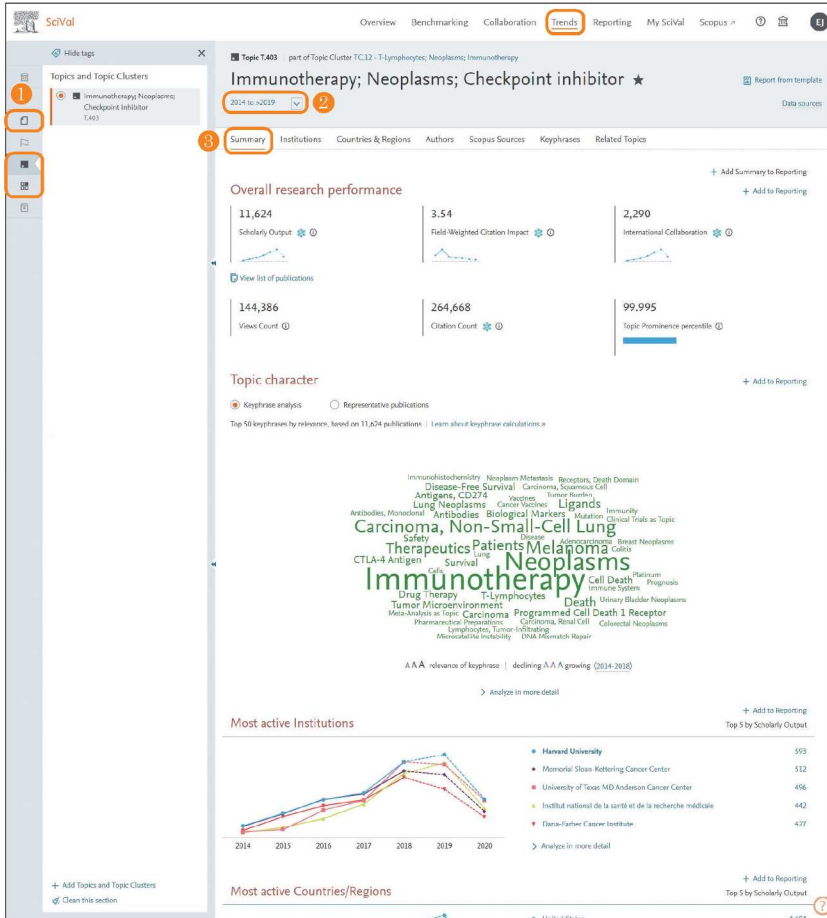 SciVal
Overview Benchmarking Collaboration Trends Reporting My SciVal Scopus ↗ EJ
Hide tags X
Topics and Topic Clusters
1
Immunotherapy; Neoplasms;
Checkpoint inhibitor
T.403
Topic T.403 | part of Topic Cluster TC.12 - T-Lymphocytes; Neoplasms; Immunotherapy
Immunotherapy; Neoplasms; Checkpoint inhibitor ★
Report from template
2014 to >2019 2
Data sources
3 Summary Institutions Countries & Regions Authors Scopus Sources Keyphrases Related Topics
+ Add Summary to Reporting
Overall research performance
+ Add to Reporting
11,624 3.54 2,290
Scholarly Output Field-Weighted Citation Impact International Collaboration
View list of publications
144,386 264,668 99.995
Views Count Citation Count Topic Prominence percentile
Topic character
+ Add to Reporting
Keyphrase analysis Representative publications
Top 50 keyphrases by relevance, based on 11,624 publications | Learn about keyphrase calculations ↗
Immunohistochemistry Neoplasm Metastasis Receptors, Death Domain
Disease-Free Survival Carcinoma, Squamous Cell
Antigens, CD274 Vaccines Tumor Burden
Lung Neoplasms Cancer Vaccines Ligands
Antibodies, Monoclonal Antibodies Biological Markers Mutation Immunity
Clinical Trials as Topic
Carcinoma, Non-Small-Cell Lung
Safety Disease Adenocarcinoma Breast Neoplasms
Therapeutics Patients Melanoma Colitis
CTLA-4 Antigen Survival Lung Neoplasms
Cells
Immunotherapy Cell Death Platinum
Prognosis
Immune System
Drug Therapy T-Lymphocytes Death Urinary Bladder Neoplasms
Tumor Microenvironment
Meta-Analysis as Topic Carcinoma Programmed Cell Death 1 Receptor
Pharmaceutical Preparations Carcinoma, Renal Cell Colorectal Neoplasms
Lymphocytes, Tumor-Infiltrating
Microsatellite Instability DNA Mismatch Repair
A A A relevance of keyphrase | declining A A A growing (2014-2018)
> Analyze in more detail
+ Add to Reporting
Most active Institutions
Top 5 by Scholarly Output
Harvard University 593
Memorial Sloan-Kettering Cancer Center 512
University of Texas MD Anderson Cancer Center 496
Institut national de la santé et de la recherche médicale 442
Dana-Farber Cancer Institute 427
2014 2015 2016 2017 2018 2019 2020
> Analyze in more detail
+ Add to Reporting
Most active Countries/Regions
Top 5 by Scholarly Output
+ Add Topics and Topic Clusters
Clean this section